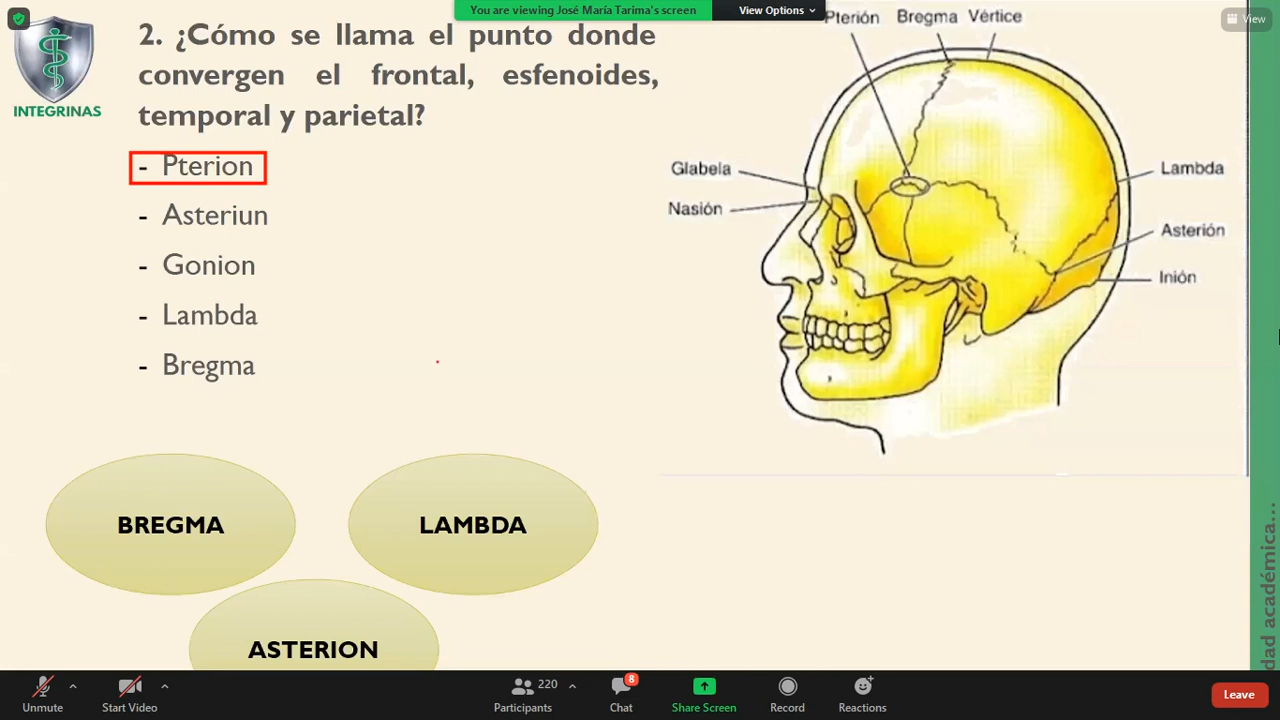 You are viewing José María Tarima's screen
View Options
View
INTEGRINAS
2. ¿Cómo se llama el punto donde
convergen el frontal, esfenoides,
temporal y parietal?
- Pterion
- Asteriun
- Gonion
- Lambda
- Bregma
Pterión
Bregma
Vértice
Glabela
Nasión
Lambda
Asterión
Inión
BREGMA
LAMBDA
ASTERION
dad académica...
Unmute
Start Video
220
Participants
8
Chat
Share Screen
Record
Reactions
Leave